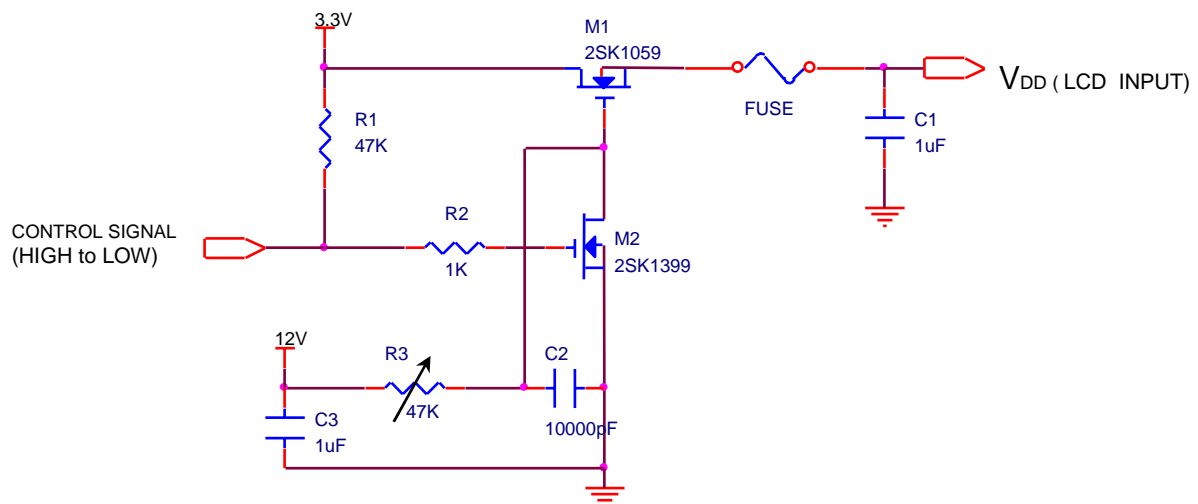 3.3V
M1
2SK1059
FUSE
VDD ( LCD INPUT)
R1
47K
C1
1uF
CONTROL SIGNAL
(HIGH to LOW)
R2
1K
M2
2SK1399
12V
R3
47K
C2
10000pF
C3
1uF